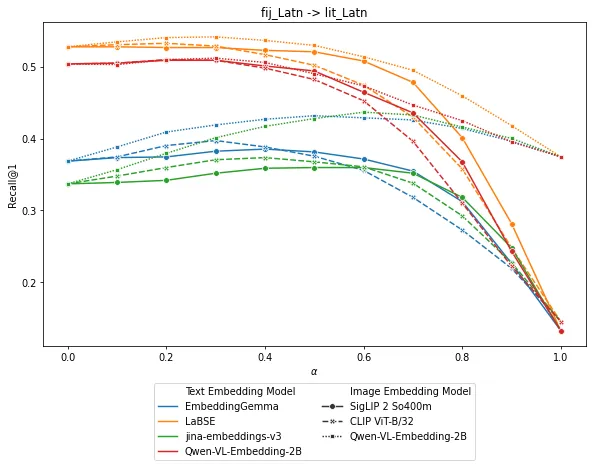 fij_Latn -> lit_Latn
Recall@1
0.5
0.4
0.3
0.2
0.0 0.2 0.4 0.6 0.8 1.0
α
Text Embedding Model Image Embedding Model
EmbeddingGemma SigLIP 2 So400m
LaBSE CLIP ViT-B/32
jina-embeddings-v3 Qwen-VL-Embedding-2B
Qwen-VL-Embedding-2B